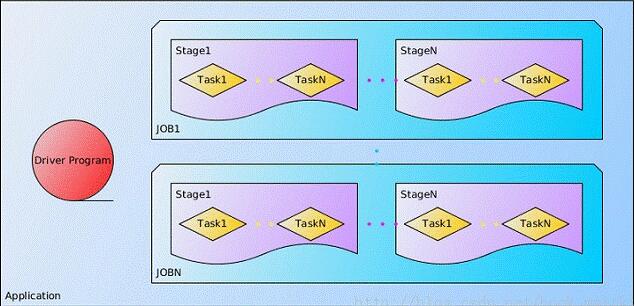 Stage1
StageN
Task1
TaskN
Task1
TaskN
JOB1
Driver Program
Stage1
StageN
Task1
TaskN
Task1
TaskN
JOBN
Application